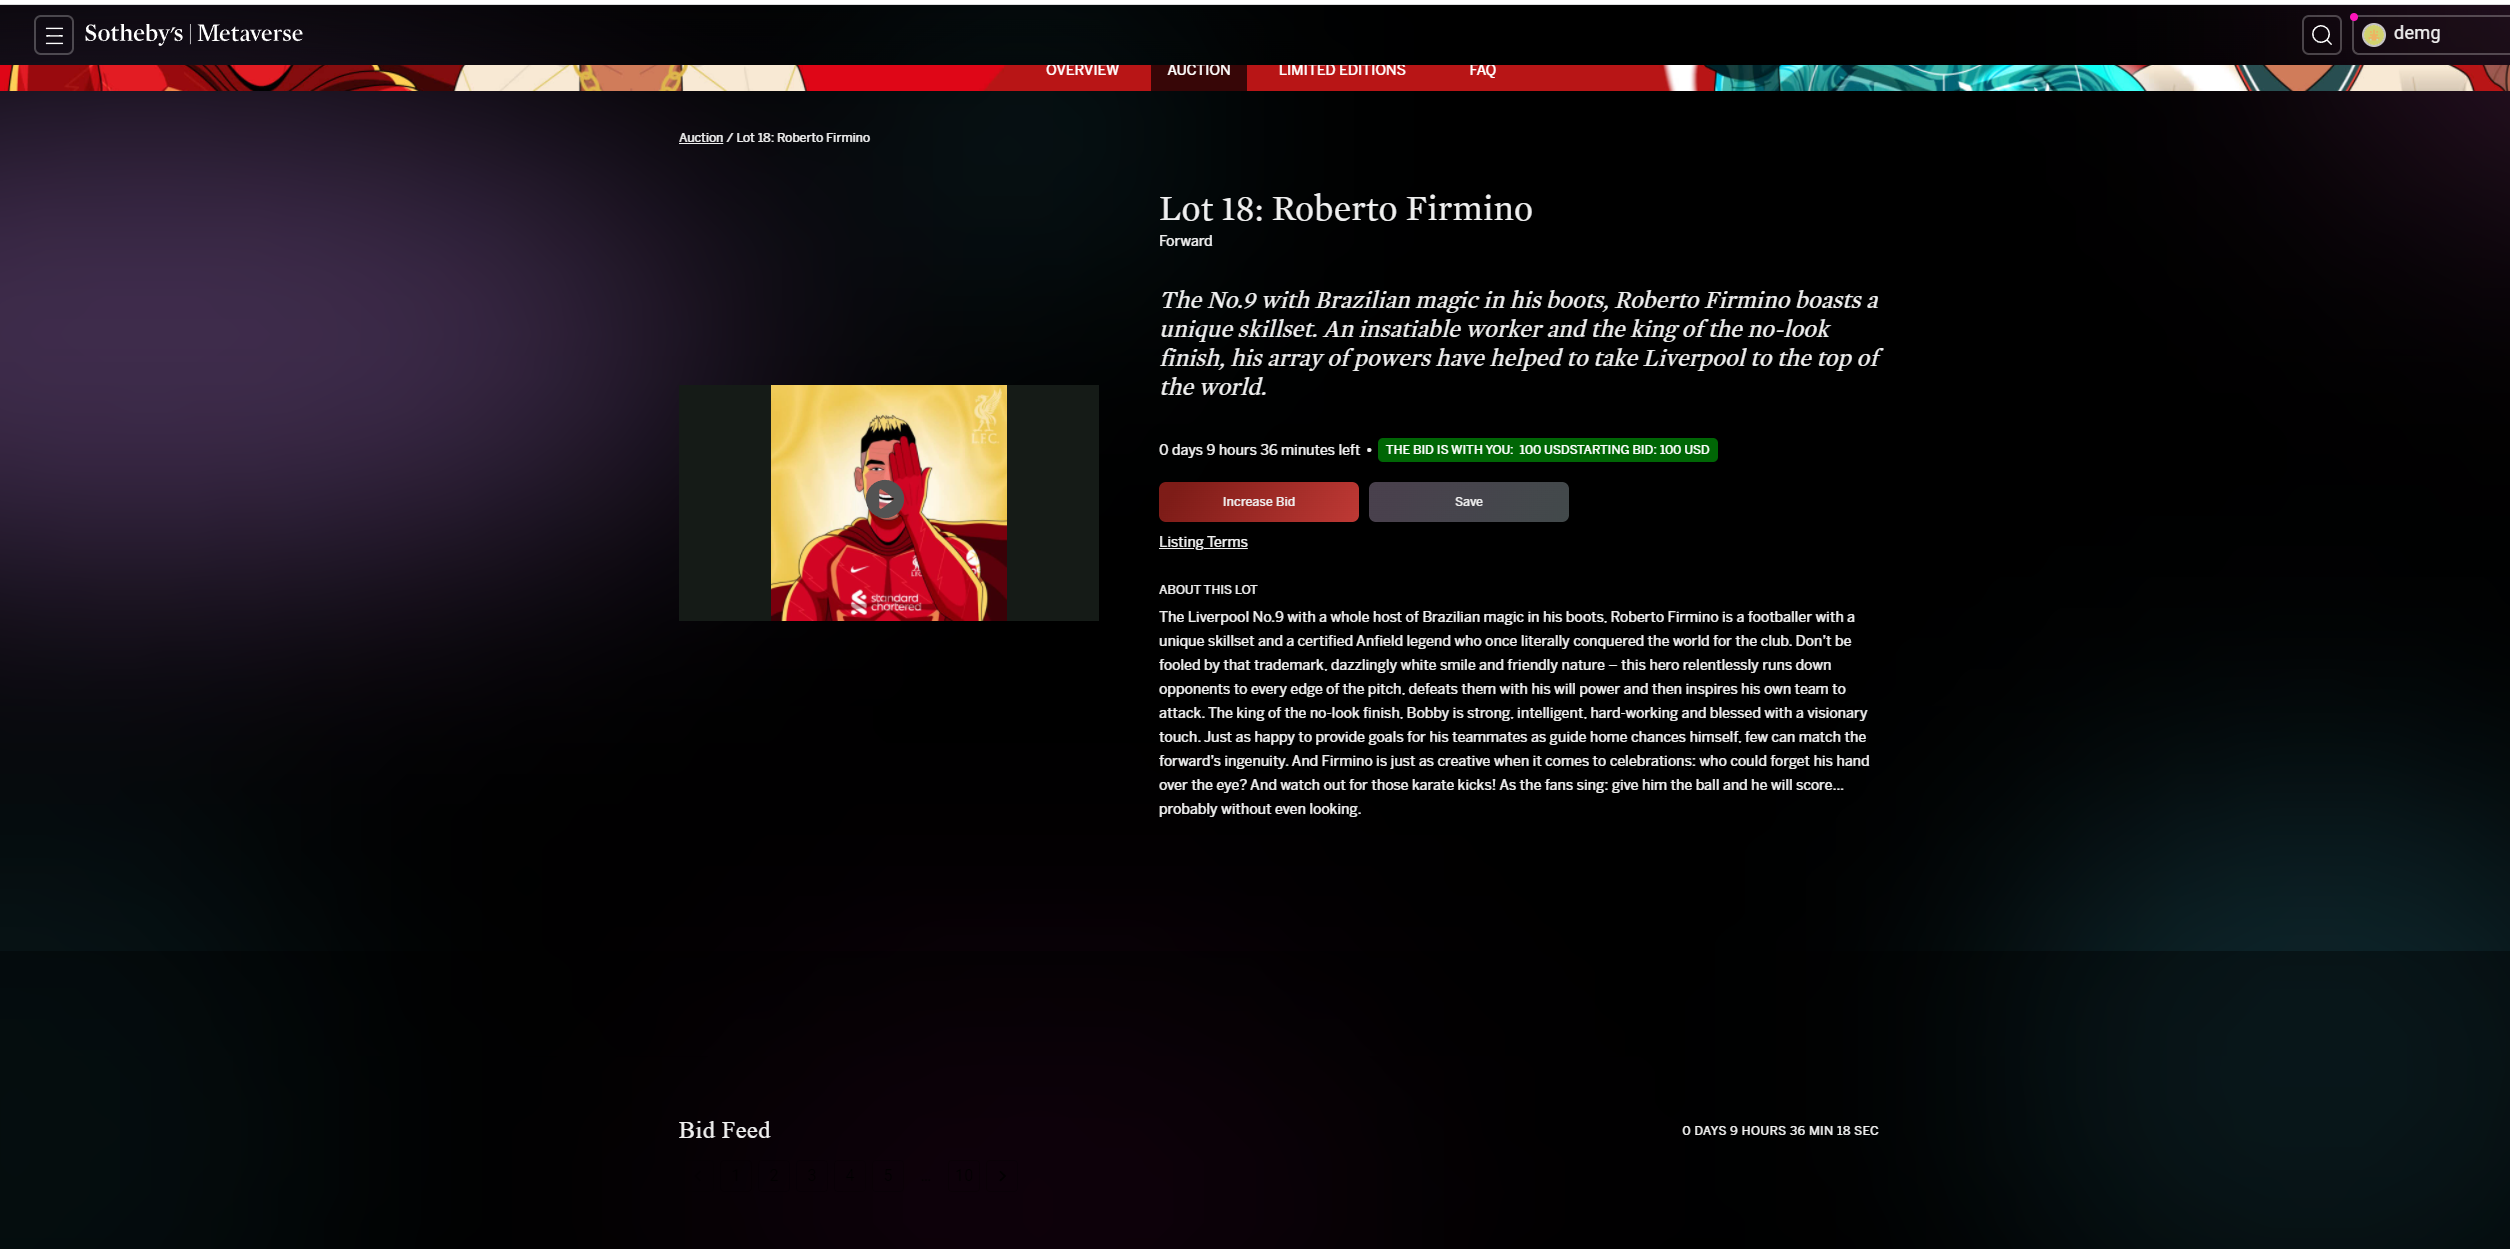 Sotheby's | Metaverse
demg
OVERVIEW AUCTION LIMITED EDITIONS FAQ
Auction / Lot 18: Roberto Firmino
Lot 18: Roberto Firmino
Forward
The No.9 with Brazilian magic in his boots, Roberto Firmino boasts a
unique skillset. An insatiable worker and the king of the no-look
finish, his array of powers have helped to take Liverpool to the top of
the world.
LFC
LFC
standard
chartered
0 days 9 hours 36 minutes left • THE BID IS WITH YOU: 100 USDSTARTING BID: 100 USD
Increase Bid Save
Listing Terms
ABOUT THIS LOT
The Liverpool No.9 with a whole host of Brazilian magic in his boots, Roberto Firmino is a footballer with a
unique skillset and a certified Anfield legend who once literally conquered the world for the club. Don't be
fooled by that trademark, dazzlingly white smile and friendly nature – this hero relentlessly runs down
opponents to every edge of the pitch, defeats them with his will power and then inspires his own team to
attack. The king of the no-look finish, Bobby is strong, intelligent, hard-working and blessed with a visionary
touch. Just as happy to provide goals for his teammates as guide home chances himself, few can match the
forward's ingenuity. And Firmino is just as creative when it comes to celebrations: who could forget his hand
over the eye? And watch out for those karate kicks! As the fans sing: give him the ball and he will score...
probably without even looking.
Bid Feed
0 DAYS 9 HOURS 36 MIN 18 SEC